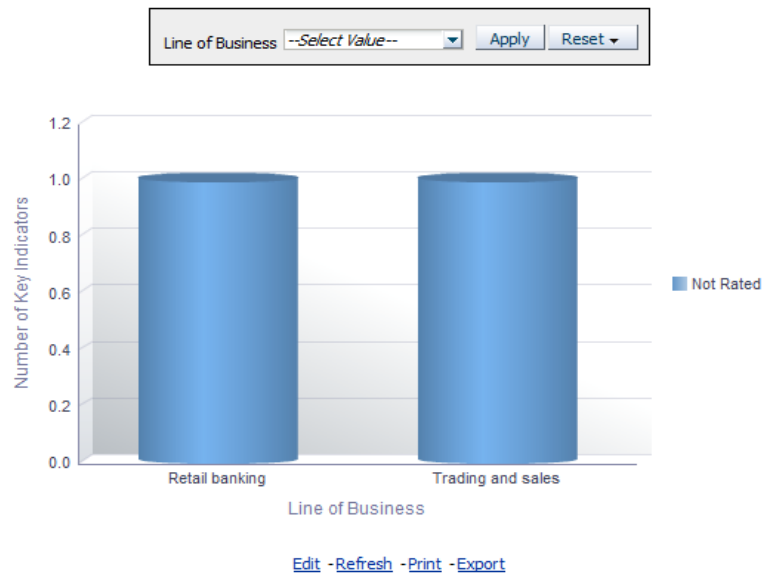 Line of Business --Select Value-- Apply Reset
1.2
1.0
0.8
0.6
0.4
0.2
0.0
Number of Key Indicators
Not Rated
Retail banking Trading and sales
Line of Business
Edit -Refresh -Print -Export